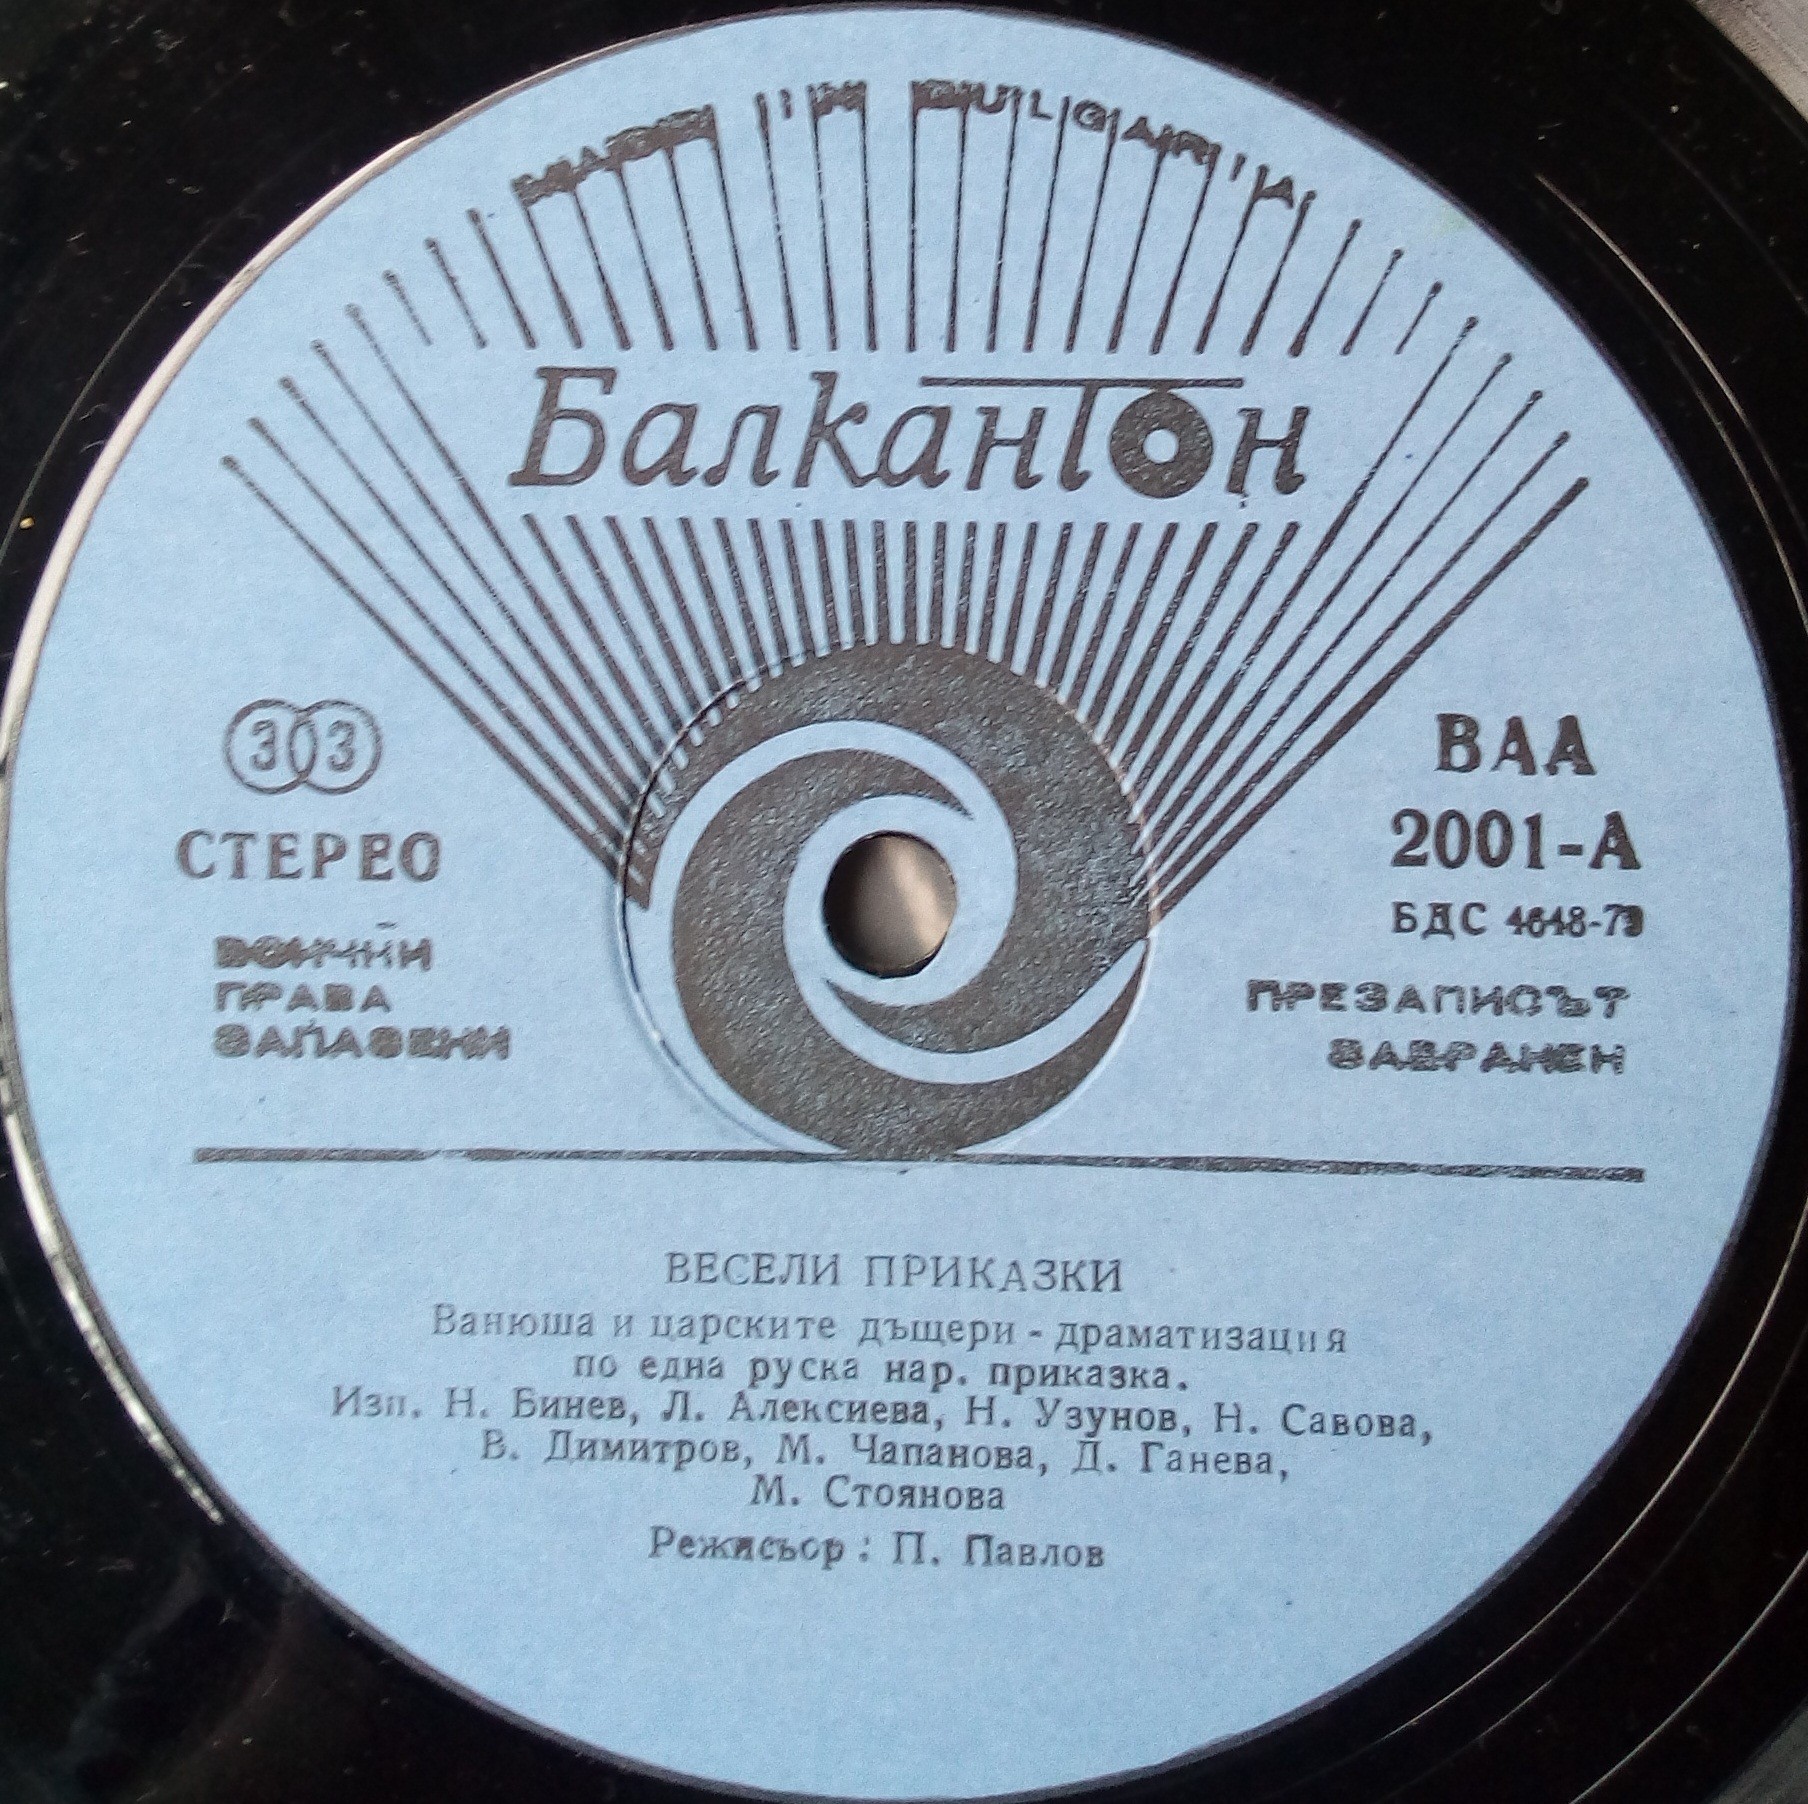 MADE IN BULGARIA
Балкантон
33
СТЕРЕО
ВСИЧКИ
ПРАВА
ЗАПАЗЕНИ
ВАА
2001-А
БДС 4648-79
ПРЕЗАПИСЪТ
ЗАБРАНЕН
ВЕСЕЛИ ПРИКАЗКИ
Ванюша и царските дъщери - драматизация
по една руска нар. приказка.
Изп. Н. Бинев, Л. Алексиева, Н. Узунов, Н. Савова,
В. Димитров, М. Чапанова, Д. Ганева,
М. Стоянова
Режисьор : П. Павлов